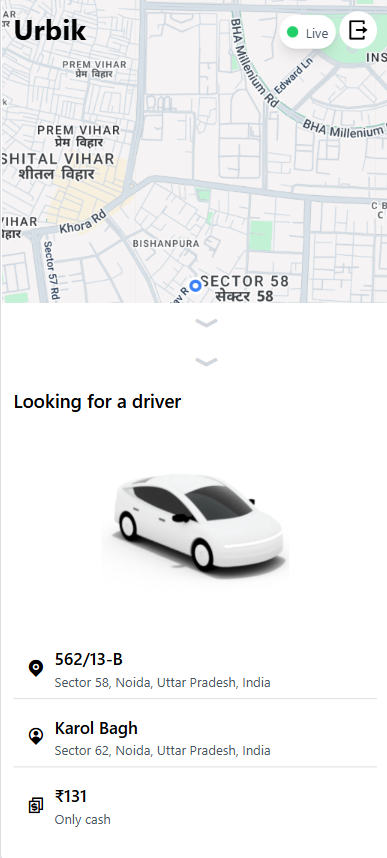 Urbik
Live
INS
BHA Millenium Rd
Edward Ln
BHA Millenium
PREM VIHAR
प्रेम विहार
PREM VIHAR
प्रेम विहार
SHITAL VIHAR
शीतल विहार
VIHAR
हार
Khora Rd
Sector 57 Rd
BISHANPURA
C B
SECTOR 58
सेक्टर 58
av R
Looking for a driver
562/13-B
Sector 58, Noida, Uttar Pradesh, India
Karol Bagh
Sector 62, Noida, Uttar Pradesh, India
₹131
Only cash